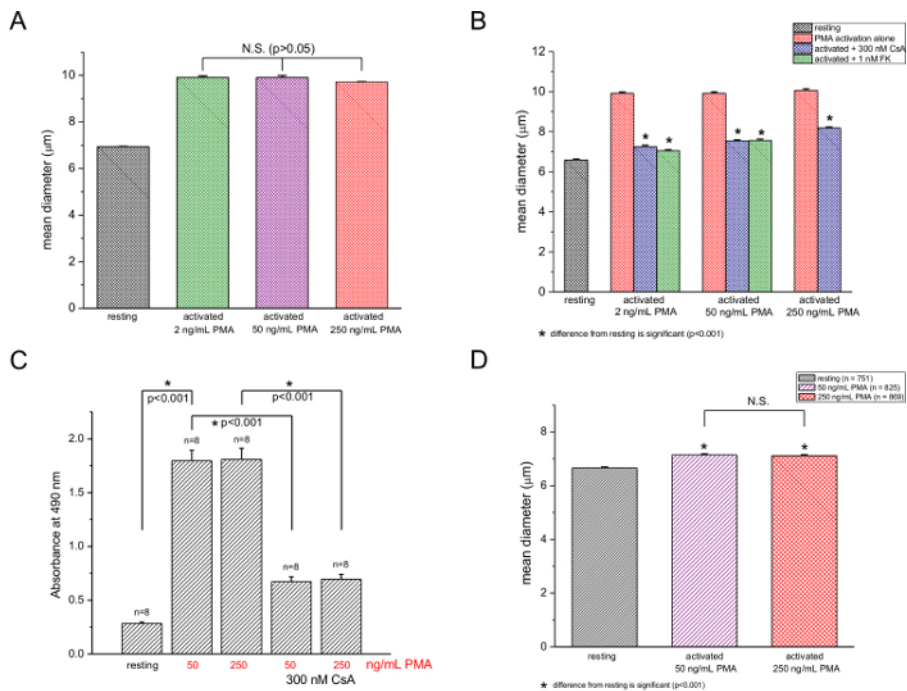 A
N.S. (p>0.05)
10
8
6
4
2
0
mean diameter (μm)
resting
activated
2 ng/mL PMA
activated
50 ng/mL PMA
activated
250 ng/mL PMA
B
resting
PMA activation alone
activated + 300 nM CsA
activated + 1 nM FK
12
10
8
6
4
2
0
mean diameter (μm)
* * * * *
resting
activated
2 ng/mL PMA
activated
50 ng/mL PMA
activated
250 ng/mL PMA
* difference from resting is significant (p<0.001)
C
*
p<0.001
*
p<0.001
* p<0.001
2.0
1.5
1.0
0.5
0.0
Absorbance at 490 nm
n=8
n=8
n=8
n=8
n=8
resting
50
250
50
250
ng/mL PMA
300 nM CsA
D
resting (n = 751)
50 ng/mL PMA (n = 825)
250 ng/mL PMA (n = 869)
N.S.
* *
8
6
4
2
0
mean diameter (μm)
resting
activated
50 ng/mL PMA
activated
250 ng/mL PMA
* difference from resting is significant (p<0.001)